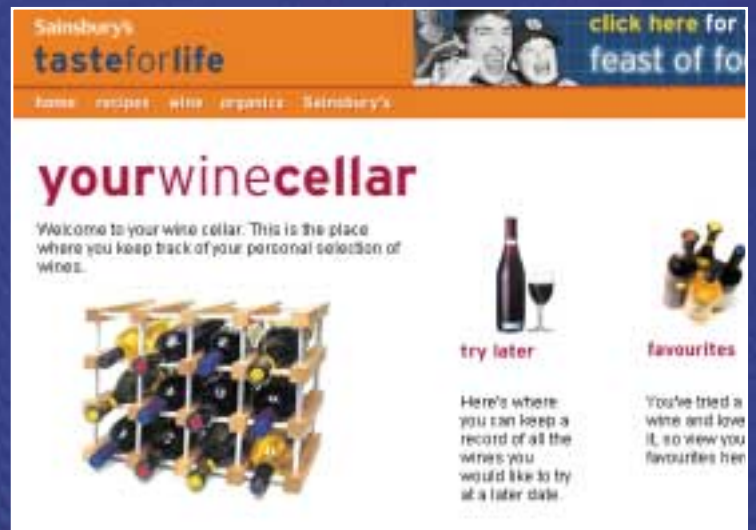 Sainsbury's
tasteforlife
click here for
feast of fo
home recipes wine organics Sainsbury's
yourwinecellar
Welcome to your wine cellar. This is the place
where you keep track of your personal selection of
wines.
try later
Here's where
you can keep a
record of all the
wines you
would like to try
at a later date.
favourites
You've tried a
wine and love
it, so view you
favourites her